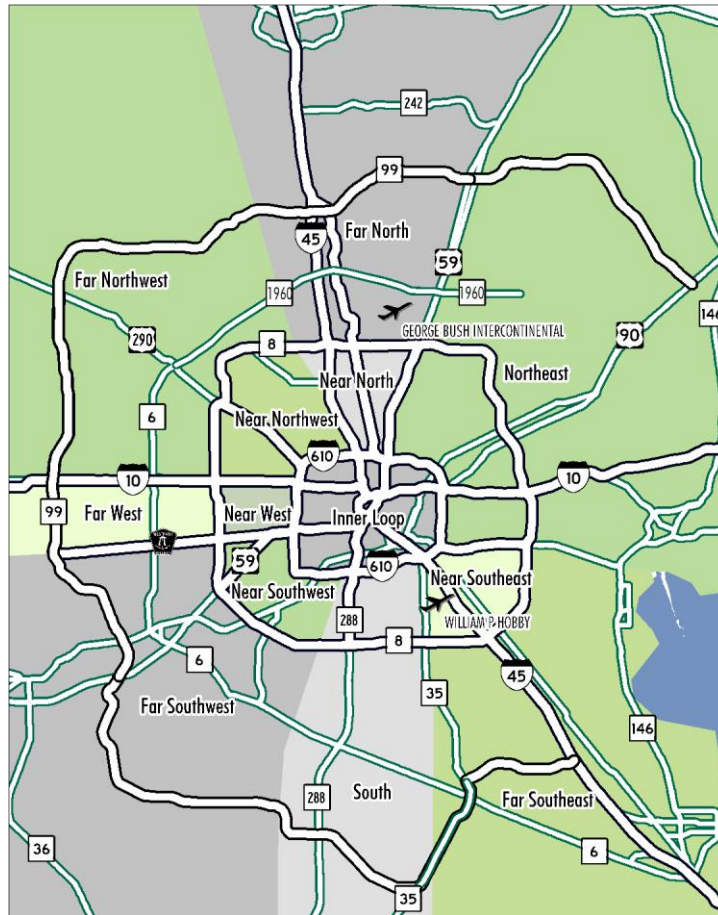 242
99
45
Far North
59
Far Northwest
1960
1960
146
GEORGE BUSH INTERCONTINENTAL
290
8
90
Northeast
Near North
6
Near Northwest
610
10
10
99
Far West
Near West
Inner Loop
59
610
Near Southeast
Near Southwest
288
WILLIAM P HOBBY
8
6
45
35
Far Southwest
146
288
South
Far Southeast
36
6
35